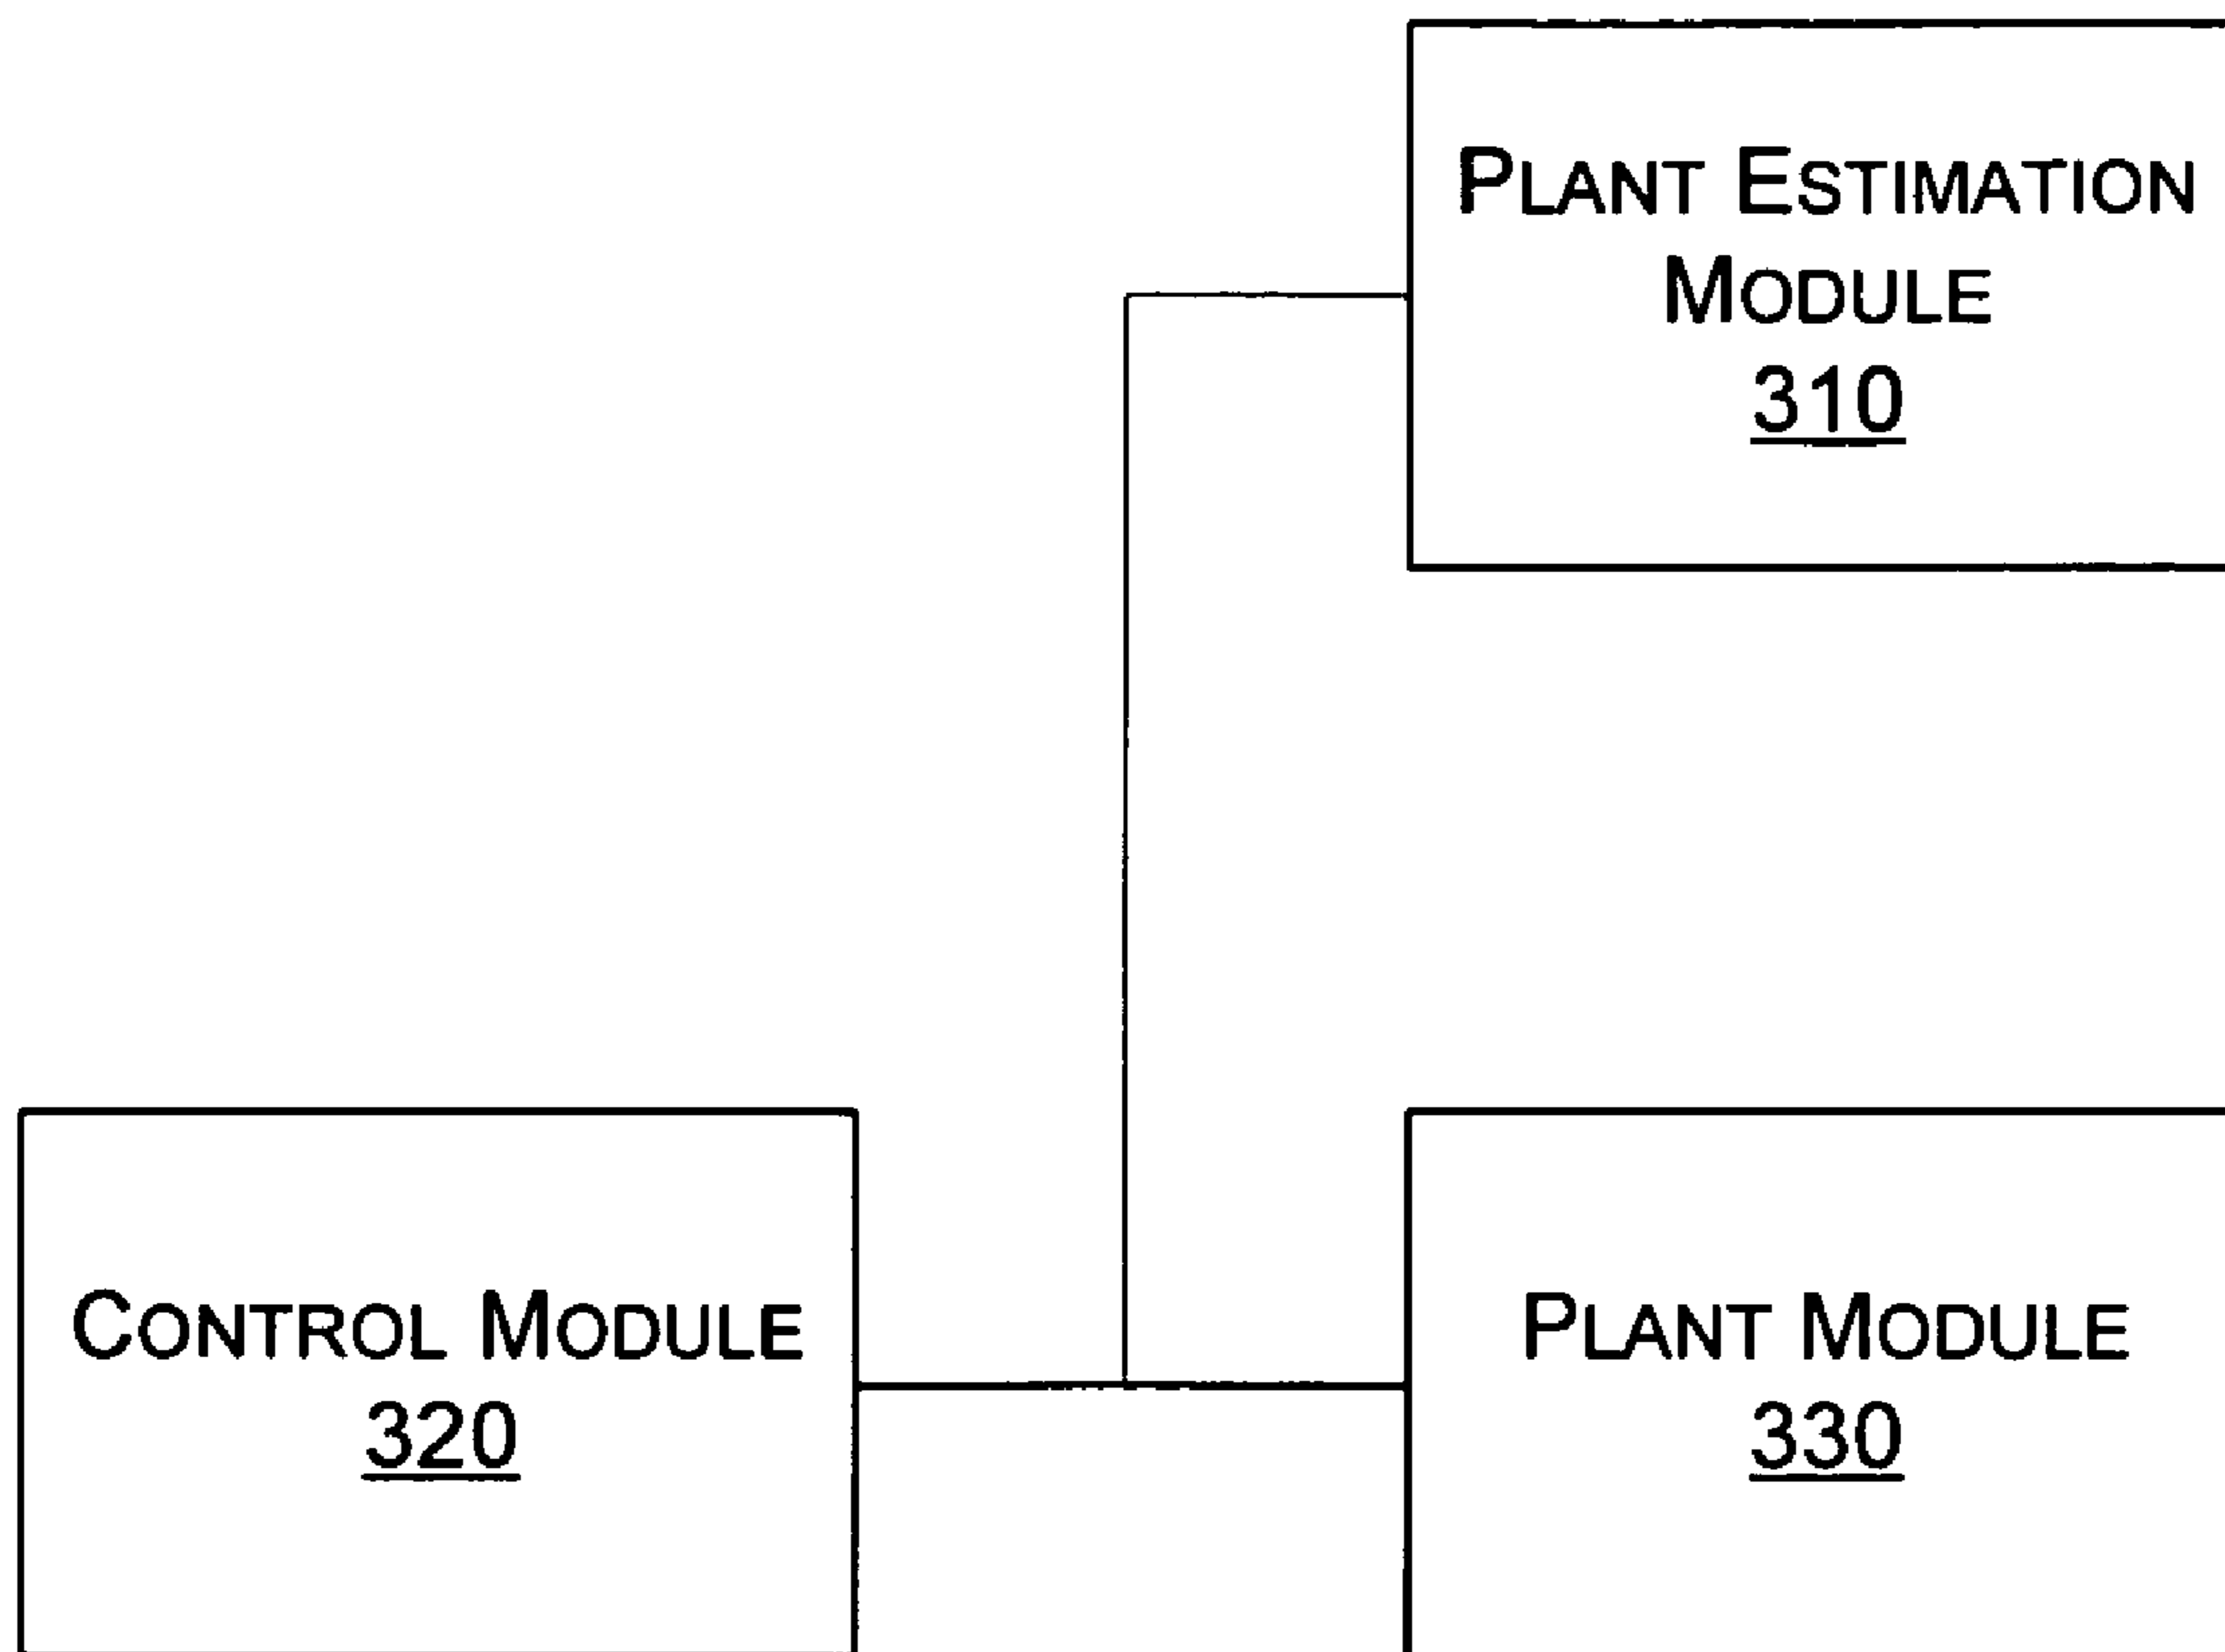 PLANT ESTIMATION
MODULE
310
CONTROL MODULE
320
PLANT MODULE
330